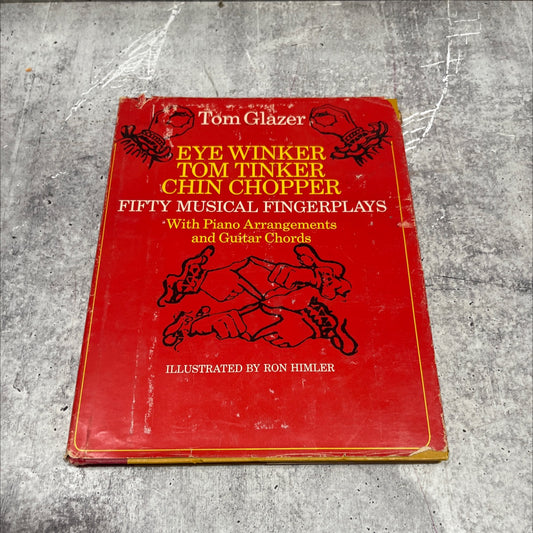 Tom Glazer
EYE WINKER
TOM TINKER
CHIN CHOPPER
FIFTY MUSICAL FINGERPLAYS
With Piano Arrangements
and Guitar Chords
ILLUSTRATED BY RON HIMLER